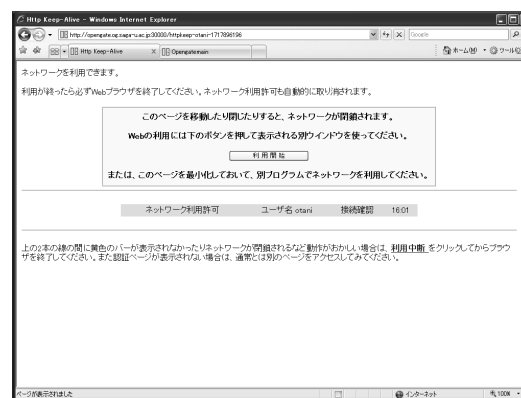 Http Keep-Alive - Windows Internet Explorer
http://opengate.og.saga-u.ac.jp:30000/httpkeep-otani-1717896196
Google
Http Keep-Alive
Opengatemain
ホーム(M)
ツール(O)
ネットワークを利用できます。
利用が終ったら必ずWebブラウザを終了してください。ネットワーク利用許可も自動的に取り消されます。
このページを移動したり閉じたりすると、ネットワークが閉鎖されます。
Webの利用には下のボタンを押して表示される別ウインドウを使ってください。
利用開始
または、このページを最小化しておいて、別プログラムでネットワークを利用してください。
ネットワーク利用許可 ユーザ名 otani 接続確認 16:01
上の2本の線の間に黄色のバーが表示されなかったりネットワークが閉鎖されるなど動作がおかしい場合は、利用中断 をクリックしてからブラウ
ザを終了してください。また認証ページが表示されない場合は、通常とは別のページをアクセスしてみてください。
ページが表示されました
インターネット
100%